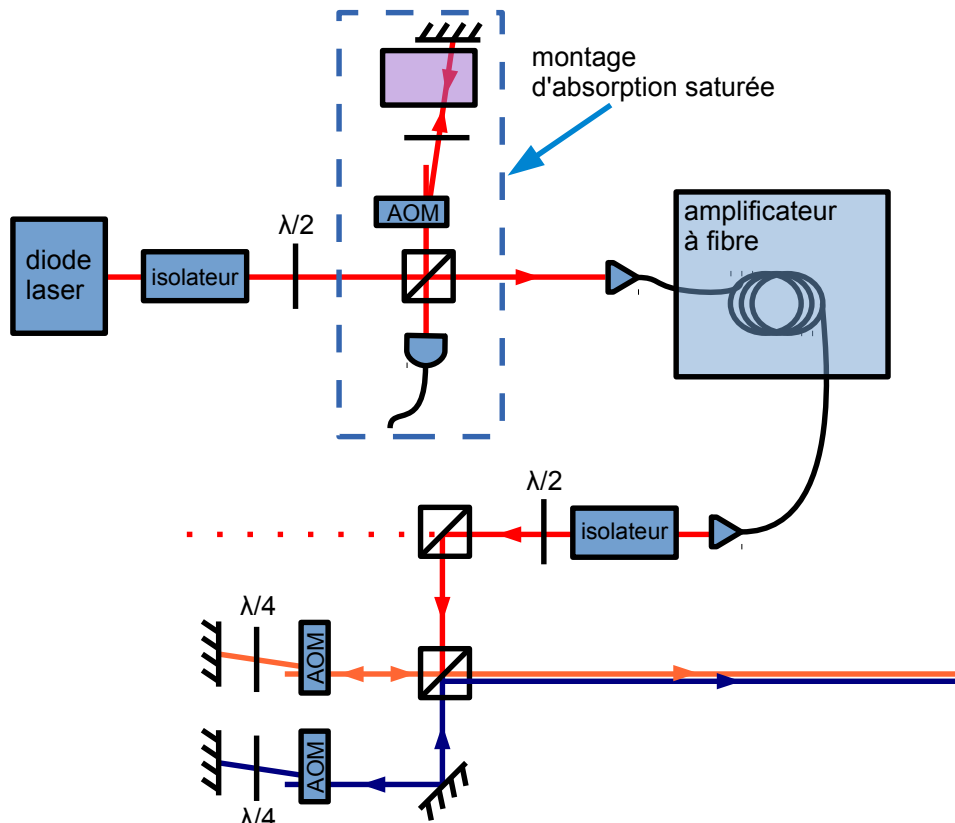 montage
d'absorption saturée
AOM
amplificateur
à fibre
λ/2
diode
laser
isolateur
λ/2
isolateur
λ/4
AOM
AOM
λ/4